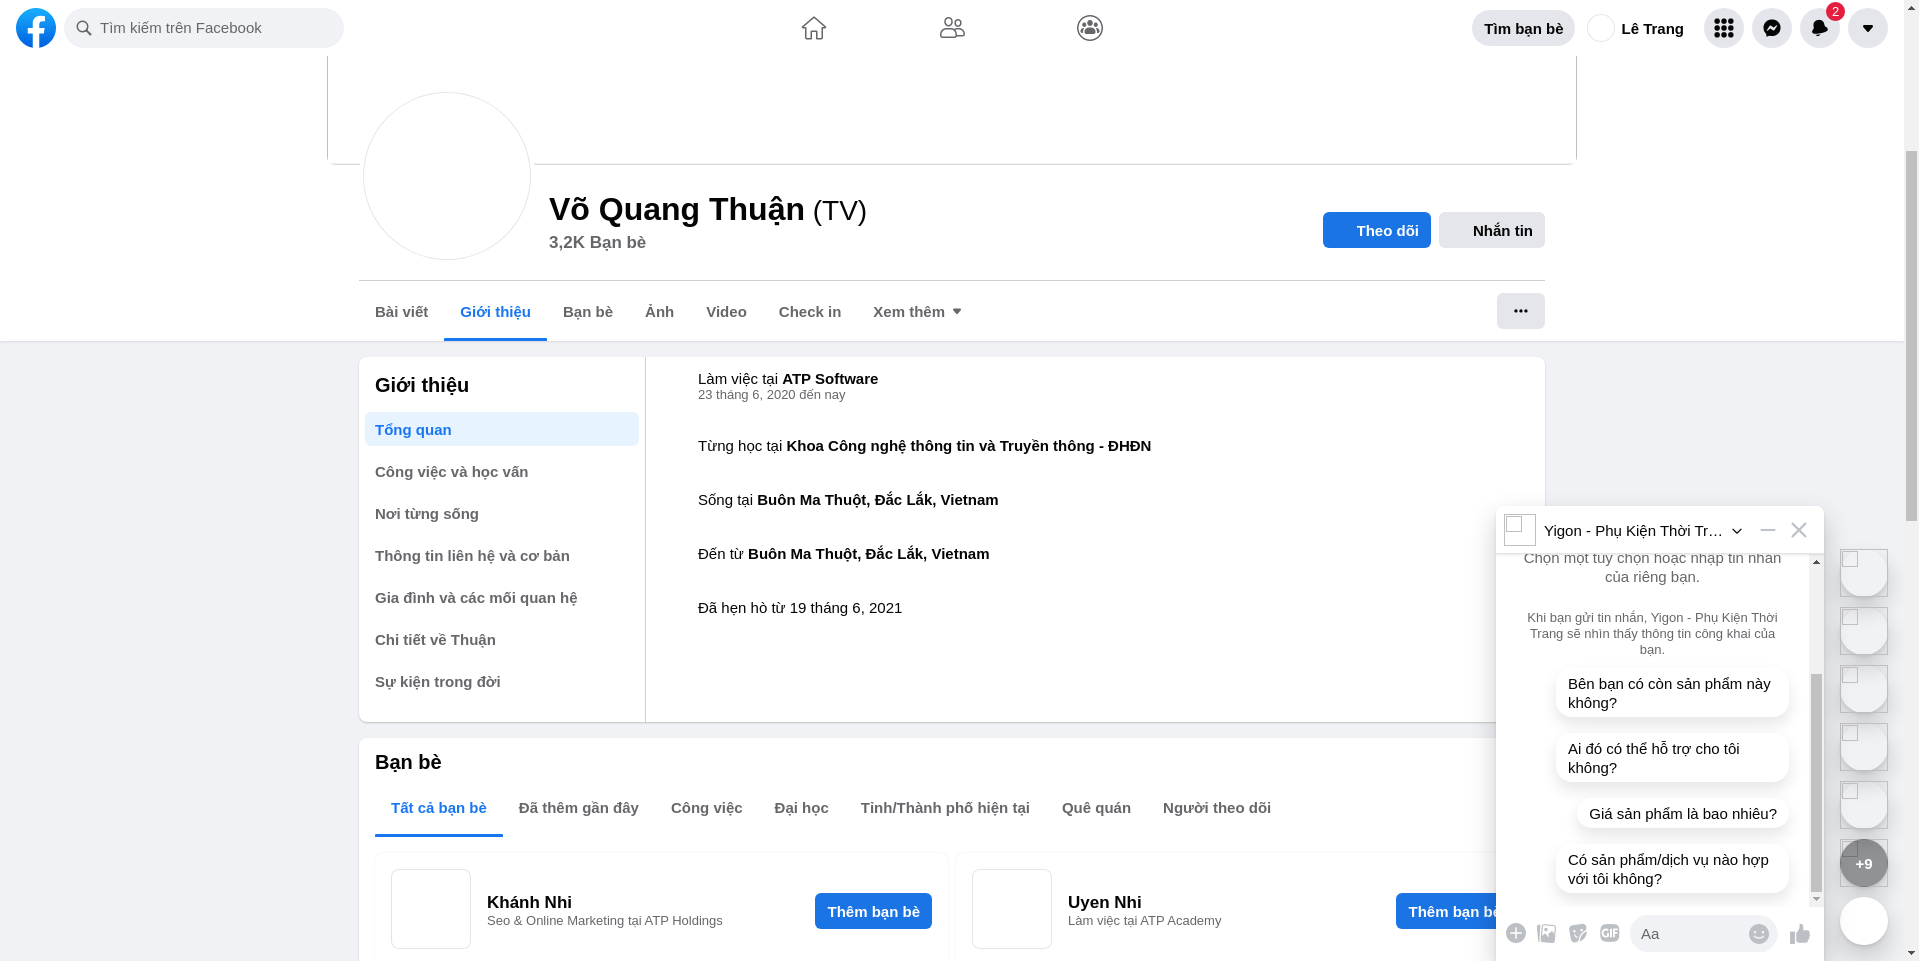 Tìm kiếm trên Facebook
Tìm bạn bè
Lê Trang
2
Võ Quang Thuận (TV)
3,2K Bạn bè
Theo dõi
Nhắn tin
Bài viết
Giới thiệu
Bạn bè
Ảnh
Video
Check in
Xem thêm
Giới thiệu
Tổng quan
Công việc và học vấn
Nơi từng sống
Thông tin liên hệ và cơ bản
Gia đình và các mối quan hệ
Chi tiết về Thuận
Sự kiện trong đời
Làm việc tại ATP Software
23 tháng 6, 2020 đến nay
Từng học tại Khoa Công nghệ thông tin và Truyền thông - ĐHĐN
Sống tại Buôn Ma Thuột, Đắc Lắk, Vietnam
Đến từ Buôn Ma Thuột, Đắc Lắk, Vietnam
Đã hẹn hò từ 19 tháng 6, 2021
Bạn bè
Tất cả bạn bè
Đã thêm gần đây
Công việc
Đại học
Tỉnh/Thành phố hiện tại
Quê quán
Người theo dõi
Khánh Nhi
Seo & Online Marketing tại ATP Holdings
Thêm bạn bè
Uyen Nhi
Làm việc tại ATP Academy
Thêm bạn bè
Yigon - Phụ Kiện Thời Tr…
Chọn một tùy chọn hoặc nhập tin nhắn
của riêng bạn.
Khi bạn gửi tin nhắn, Yigon - Phụ Kiện Thời
Trang sẽ nhìn thấy thông tin công khai của
bạn.
Bên bạn có còn sản phẩm này
không?
Ai đó có thể hỗ trợ cho tôi
không?
Giá sản phẩm là bao nhiêu?
Có sản phẩm/dịch vụ nào hợp
với tôi không?
GIF
Aa
+9